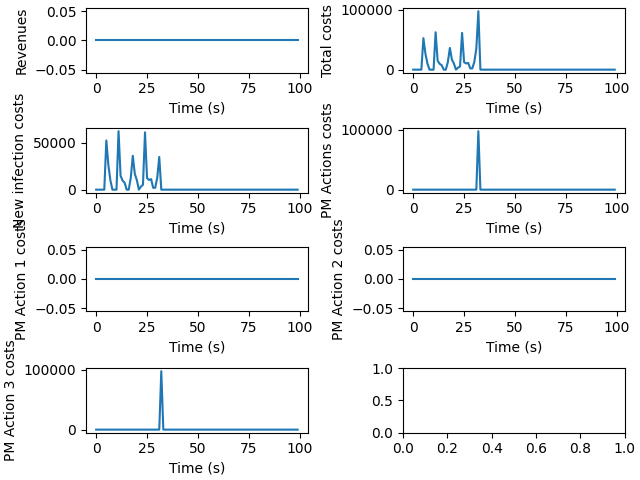 Revenues
0.05
0.00
−0.05
0 25 50 75 100
Time (s)
Total costs
100000
0
0 25 50 75 100
Time (s)
New infection costs
50000
0
0 25 50 75 100
Time (s)
PM Actions costs
100000
0
0 25 50 75 100
Time (s)
PM Action 1 costs
0.05
0.00
−0.05
0 25 50 75 100
Time (s)
PM Action 2 costs
0.05
0.00
−0.05
0 25 50 75 100
Time (s)
PM Action 3 costs
100000
0
0 25 50 75 100
Time (s)
1.0
0.5
0.0
0.0 0.2 0.4 0.6 0.8 1.0